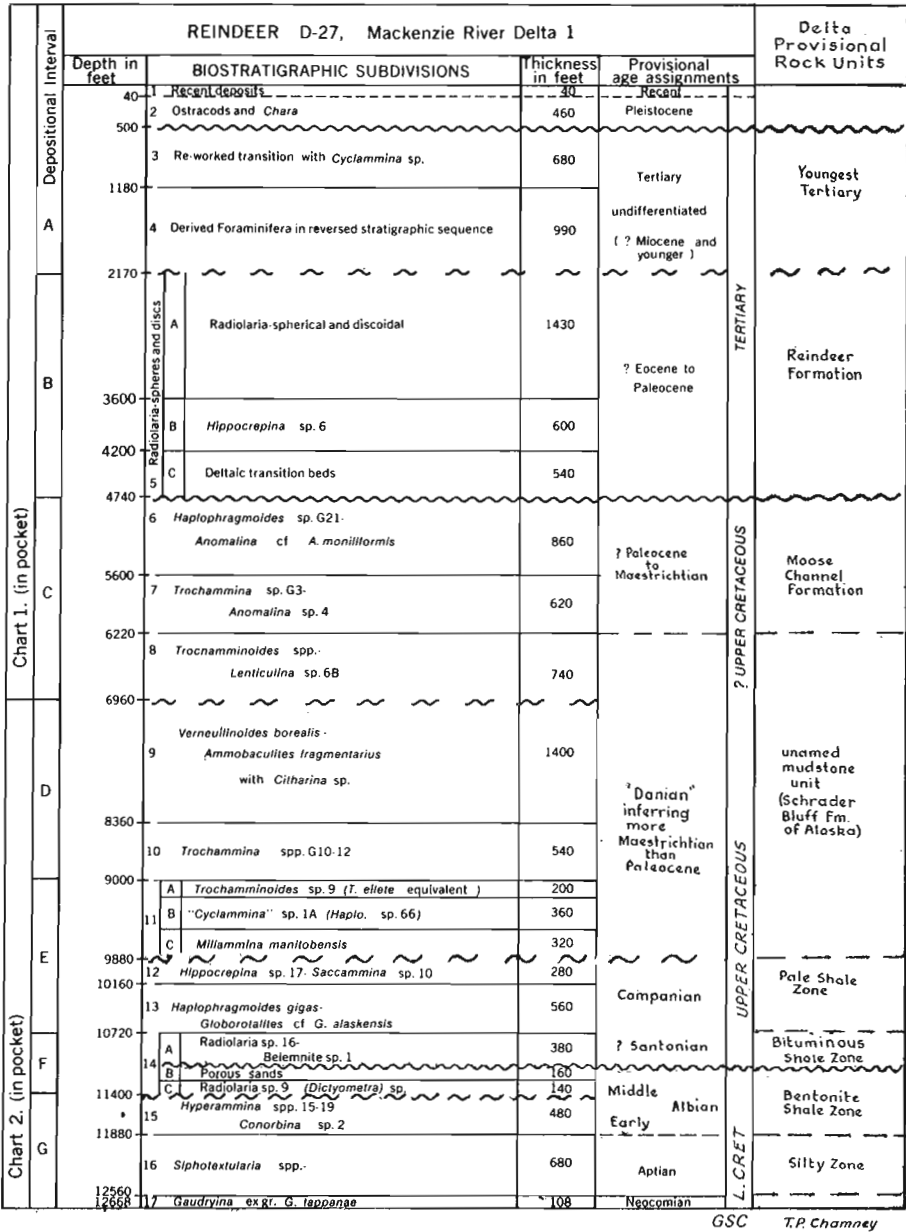 REINDEER D-27, Mackenzie River Delta 1
Delta
Provisional
Rock Units
Depositional Interval
Depth in
feet
BIOSTRATIGRAPHIC SUBDIVISIONS
Thickness
in feet
Provisional
age assignments
40
1 Recent deposits
40
Recent
2 Ostracods and Chara
460
Pleistocene
500
3 Re-worked transition with Cyclammina sp.
680
Tertiary
undifferentiated
( ? Miocene and
younger )
Youngest
Tertiary
1180
A
4 Derived Foraminifera in reversed stratigraphic sequence
990
2170
TERTIARY
B
5 Radiolaria-spheres and discs
A
Radiolaria-spherical and discoidal
1430
? Eocene to
Paleocene
Reindeer
Formation
3600
B
Hippocrepina sp. 6
600
4200
C
Deltaic transition beds
540
4740
Chart 1. (in pocket)
C
6 Haplophragmoides sp. G21-
Anomalina cf A. moniliformis
860
? Paleocene
to
Maestrichtian
Moose
Channel
Formation
? UPPER CRETACEOUS
5600
7 Trochammina sp. G3-
Anomalina sp. 4
620
6220
8 Trocnamminoides spp.-
Lenticulina sp. 6B
740
6960
D
9
Verneuilinoides borealis -
Ammobaculites fragmentarius
with Citharina sp.
1400
"Danian"
inferring
more
Maestrichtian
than
Paleocene
unamed
mudstone
unit
(Schrader
Bluff Fm.
of Alaska)
8360
10 Trochammina spp. G10-12
540
9000
UPPER CRETACEOUS
E
11
A
Trochamminoides sp. 9 (T. ellete equivalent )
200
B
"Cyclammina" sp. 1A (Haplo. sp. 66)
360
C
Miliammina manitobensis
320
9880
12 Hippocrepina sp. 17- Saccammina sp. 10
280
Pale Shale
Zone
10160
Companian
13 Haplophragmoides gigas-
Globorotalites cf G. alaskensis
560
10720
Chart 2. (in pocket)
F
14
A
Radiolaria sp. 16-
Belemnite sp. 1
380
? Santonian
Bituminous
Shale Zone
B
Porous sands
160
C
Radiolaria sp. 9 (Dictyometra) sp.
140
Middle
Albian
Early
Bentonite
Shale Zone
11400
15
Hyperammina spp. 15-19
Conorbina sp. 2
480
11880
G
16 Siphotextularia spp.-
680
Aptian
Silty Zone
L. CRET
12560
17 Gaudryina ex gr. G. tappanae
108
Neocomian
12668
GSC T.P. Chamney